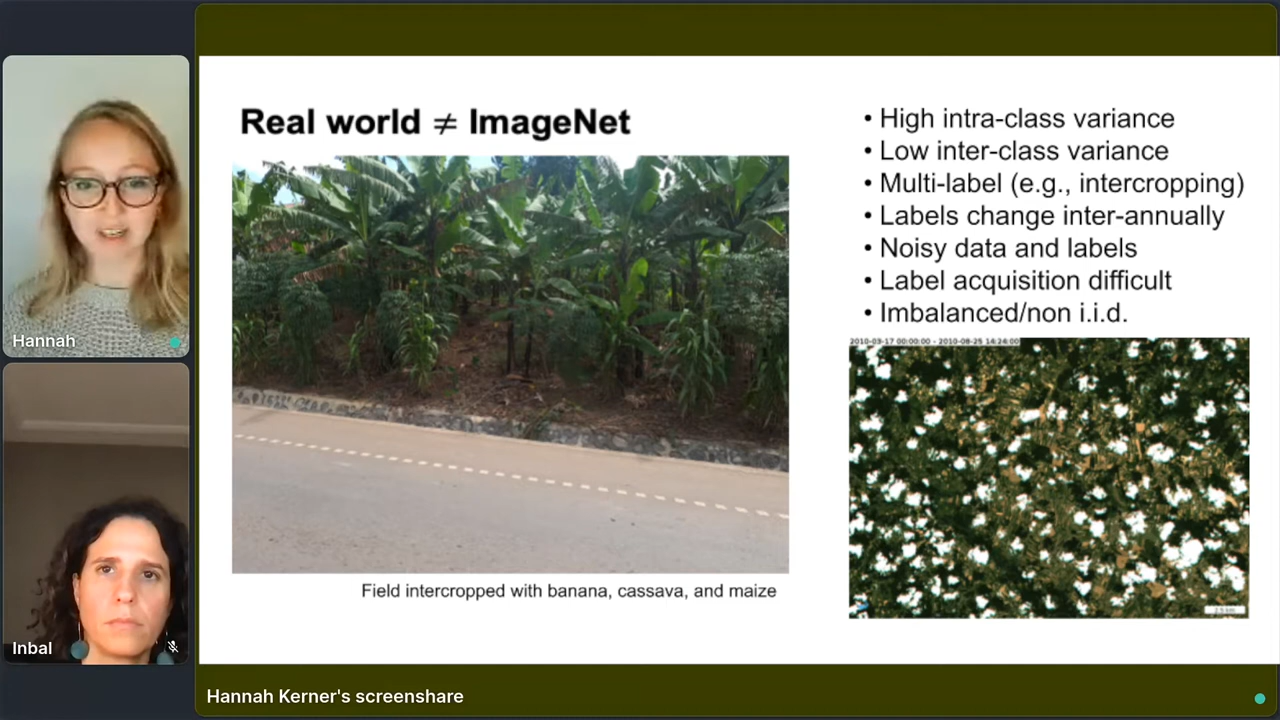 Hannah
Inbal
Real world ≠ ImageNet
Field intercropped with banana, cassava, and maize
• High intra-class variance
• Low inter-class variance
• Multi-label (e.g., intercropping)
• Labels change inter-annually
• Noisy data and labels
• Label acquisition difficult
• Imbalanced/non i.i.d.
2010-03-17 00:00:00 - 2010-08-25 14:24:00
Hannah Kerner's screenshare